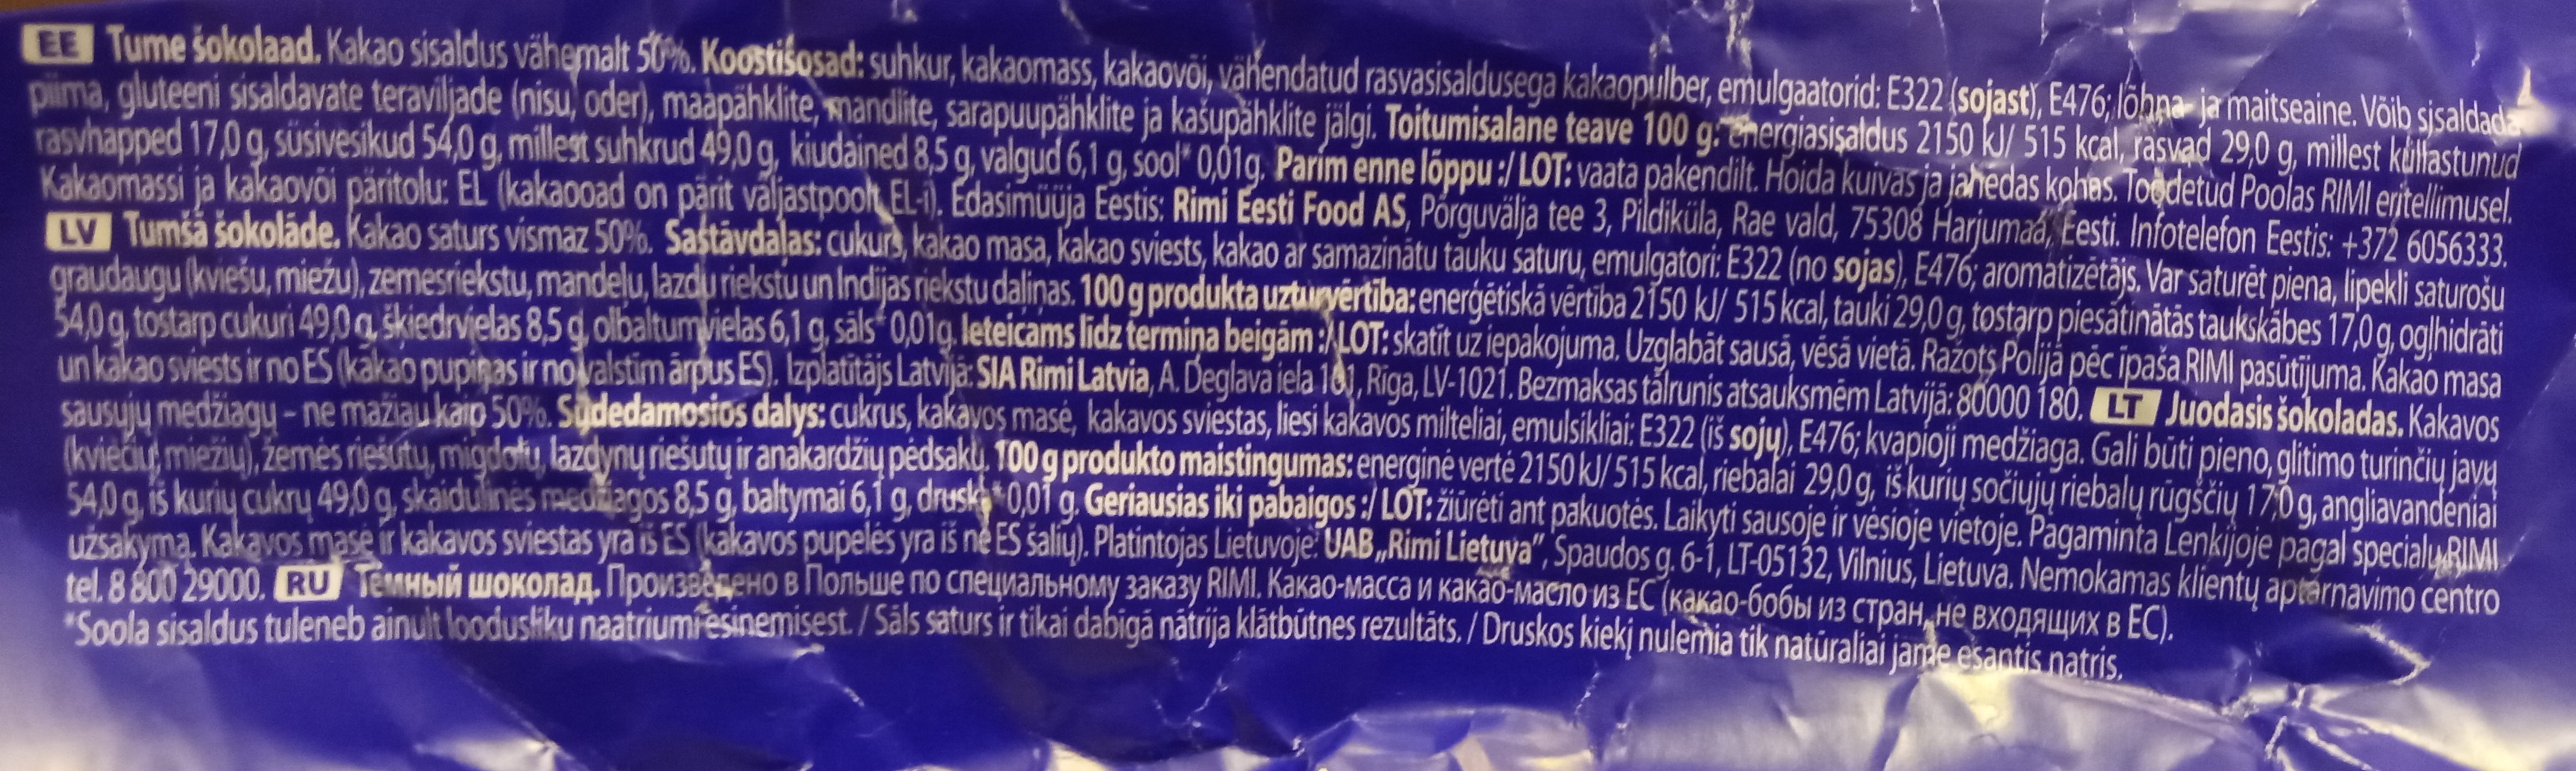 EE Tume šokolaad. Kakao sisaldus vähemalt 50%. Koostisosad: suhkur, kakaomass, kakaovõi, vähendatud rasvasisaldusega kakaopulber, emulgaatorid: E322 (sojast), E476; lõhna- ja maitseaine. Võib sisaldada
piima, gluteeni sisaldavate teraviljade (nisu, oder), maapähklite, mandlite, sarapuupähklite ja kašupähklite jälgi. Toitumisalane teave 100 g: energiasisaldus 2150 kJ/ 515 kcal, rasvad 29,0 g, millest küllastunud
rasvhapped 17,0 g, süsivesikud 54,0 g, millest suhkrud 49,0 g, kiudained 8,5 g, valgud 6,1 g, sool* 0,01g. Parim enne lõppu :/ LOT: vaata pakendilt. Hoida kuivas ja jahedas kohas. Toodetud Poolas RIMI eritellimusel.
Kakaomassi ja kakaovõi päritolu: EL (kakaooad on pärit väljastpoolt EL-i). Edasimüüja Eestis: Rimi Eesti Food AS, Põrguvälja tee 3, Pildiküla, Rae vald, 75308 Harjumaa, Eesti. Infotelefon Eestis: +372 6056333.
LV Tumšā šokolāde. Kakao saturs vismaz 50%. Sastāvdaļas: cukurs, kakao masa, kakao sviests, kakao ar samazinātu tauku saturu, emulgatori: E322 (no sojas), E476; aromatizētājs. Var saturēt piena, lipekli saturošu
graudaugu (kviešu, miežu), zemesriekstu, mandeļu, lazdu riekstu un Indijas riekstu daļiņas. 100 g produkta uzturvērtība: enerģētiskā vērtība 2150 kJ/ 515 kcal, tauki 29,0 g, tostarp piesātinātās taukskābes 17,0 g, ogļhidrāti
54,0 g, tostarp cukuri 49,0 g, šķiedrvielas 8,5 g, olbaltumvielas 6,1 g, sāls* 0,01g. Ieteicams līdz termiņa beigām :/ LOT: skatīt uz iepakojuma. Uzglabāt sausā, vēsā vietā. Ražots Polijā pēc īpaša RIMI pasūtījuma. Kakao masa
un kakao sviests ir no ES (kakao pupiņas ir no valstīm ārpus ES). Izplatītājs Latvijā: SIA Rimi Latvia, A. Deglava iela 161, Rīga, LV-1021. Bezmaksas tālrunis atsauksmēm Latvijā: 80000 180. LT Juodasis šokoladas. Kakavos
sausųjų medžiagų – ne mažiau kaip 50%. Sudedamosios dalys: cukrus, kakavos masė, kakavos sviestas, liesi kakavos milteliai, emulsikliai: E322 (iš sojų), E476; kvapioji medžiaga. Gali būti pieno, glitimo turinčių javų
(kviečių, miežių), žemės riešutų, migdolų, lazdynų riešutų ir anakardžių pėdsakų. 100 g produkto maistingumas: energinė vertė 2150 kJ/ 515 kcal, riebalai 29,0 g, iš kurių sočiųjų riebalų rūgščių 17,0 g, angliavandeniai
54,0 g, iš kurių cukrų 49,0 g, skaidulinės medžiagos 8,5 g, baltymai 6,1 g, druska* 0,01 g. Geriausias iki pabaigos :/ LOT: žiūrėti ant pakuotės. Laikyti sausoje ir vėsioje vietoje. Pagaminta Lenkijoje pagal specialų RIMI
užsakymą. Kakavos masė ir kakavos sviestas yra iš ES (kakavos pupelės yra iš ne ES šalių). Platintojas Lietuvoje: UAB „Rimi Lietuva”, Spaudos g. 6-1, LT-05132, Vilnius, Lietuva. Nemokamas klientų aptarnavimo centro
tel. 8 800 29000. RU Тёмный шоколад. Произведено в Польше по специальному заказу RIMI. Какао-масса и какао-масло из ЕС (какао-бобы из стран, не входящих в ЕС).
*Soola sisaldus tuleneb ainult loodusliku naatriumi esinemisest. / Sāls saturs ir tikai dabīgā nātrija klātbūtnes rezultāts. / Druskos kiekį nulemia tik natūraliai jame esantis natris.